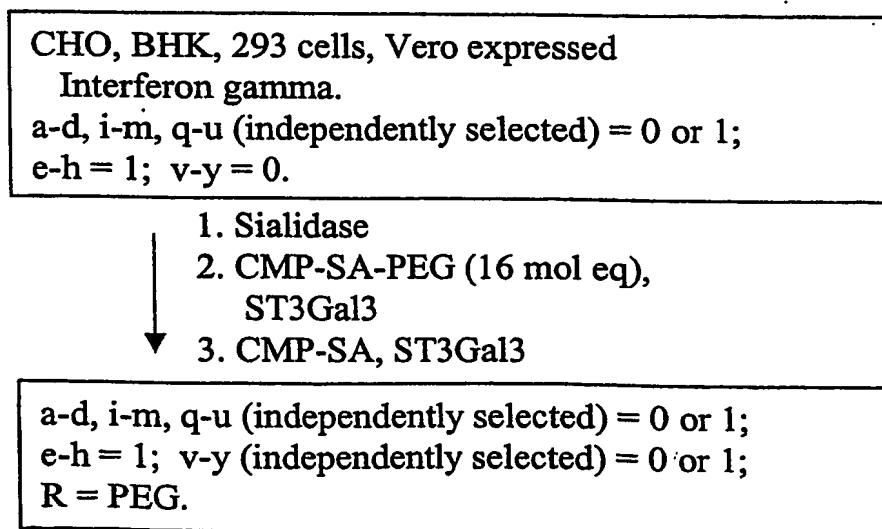 CHO, BHK, 293 cells, Vero expressed
Interferon gamma.
a-d, i-m, q-u (independently selected) = 0 or 1;
e-h = 1; v-y = 0.
1. Sialidase
2. CMP-SA-PEG (16 mol eq),
ST3Gal3
3. CMP-SA, ST3Gal3
a-d, i-m, q-u (independently selected) = 0 or 1;
e-h = 1; v-y (independently selected) = 0 or 1;
R = PEG.